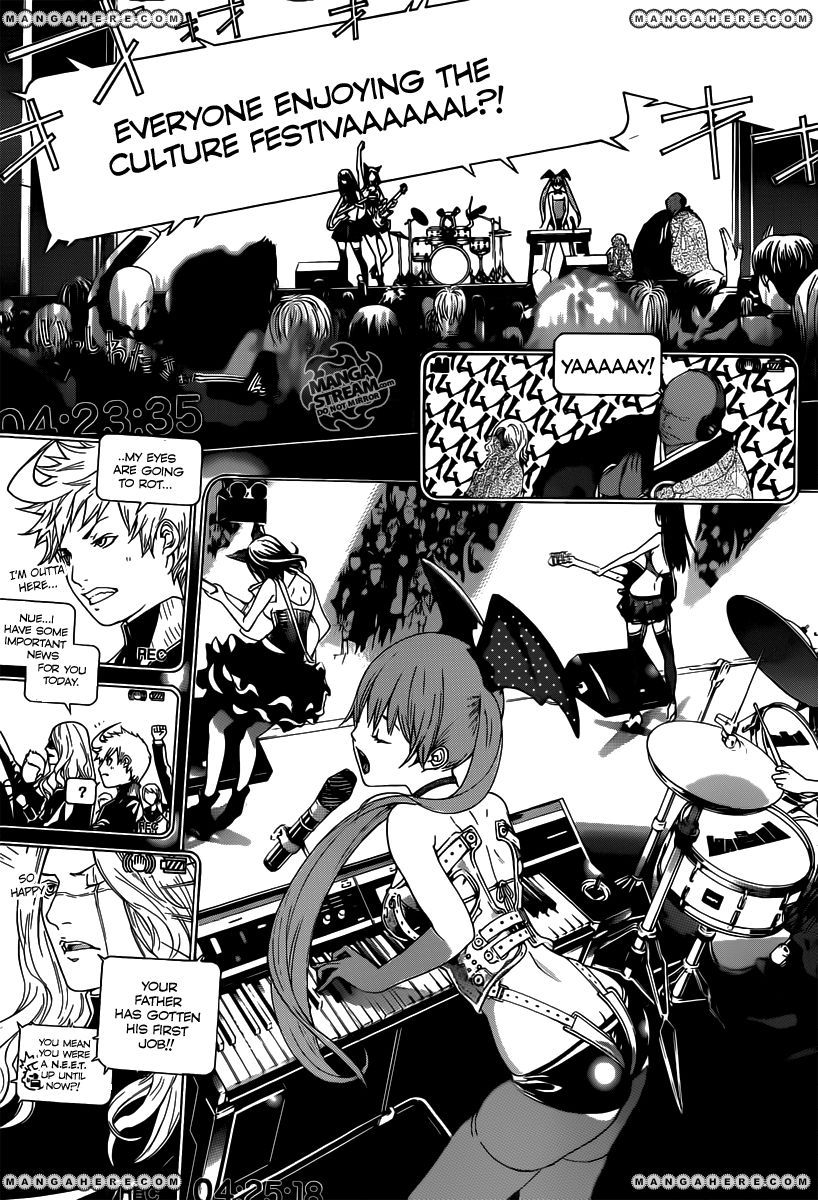 MANGAHERE.COM
MANGAHERE.COM
EVERYONE ENJOYING THE
CULTURE FESTIVAAAAAAL?!
MANGA
STREAM.com
DO NOT MIRROR
YAAAAAY!
04:23:35
..MY EYES
ARE GOING
TO ROT...
I'M OUTTA
HERE...
NUE...I
HAVE SOME
IMPORTANT
NEWS
FOR YOU
TODAY.
REC
?
REC
SO
HAPPY
YOUR
FATHER
HAS GOTTEN
HIS FIRST
JOB!!
YOU MEAN
YOU WERE
A N.E.E.T.
UP UNTIL
NOW?!
REC
04:25:18
MANGAHERE.COM
MANGAHERE.COM